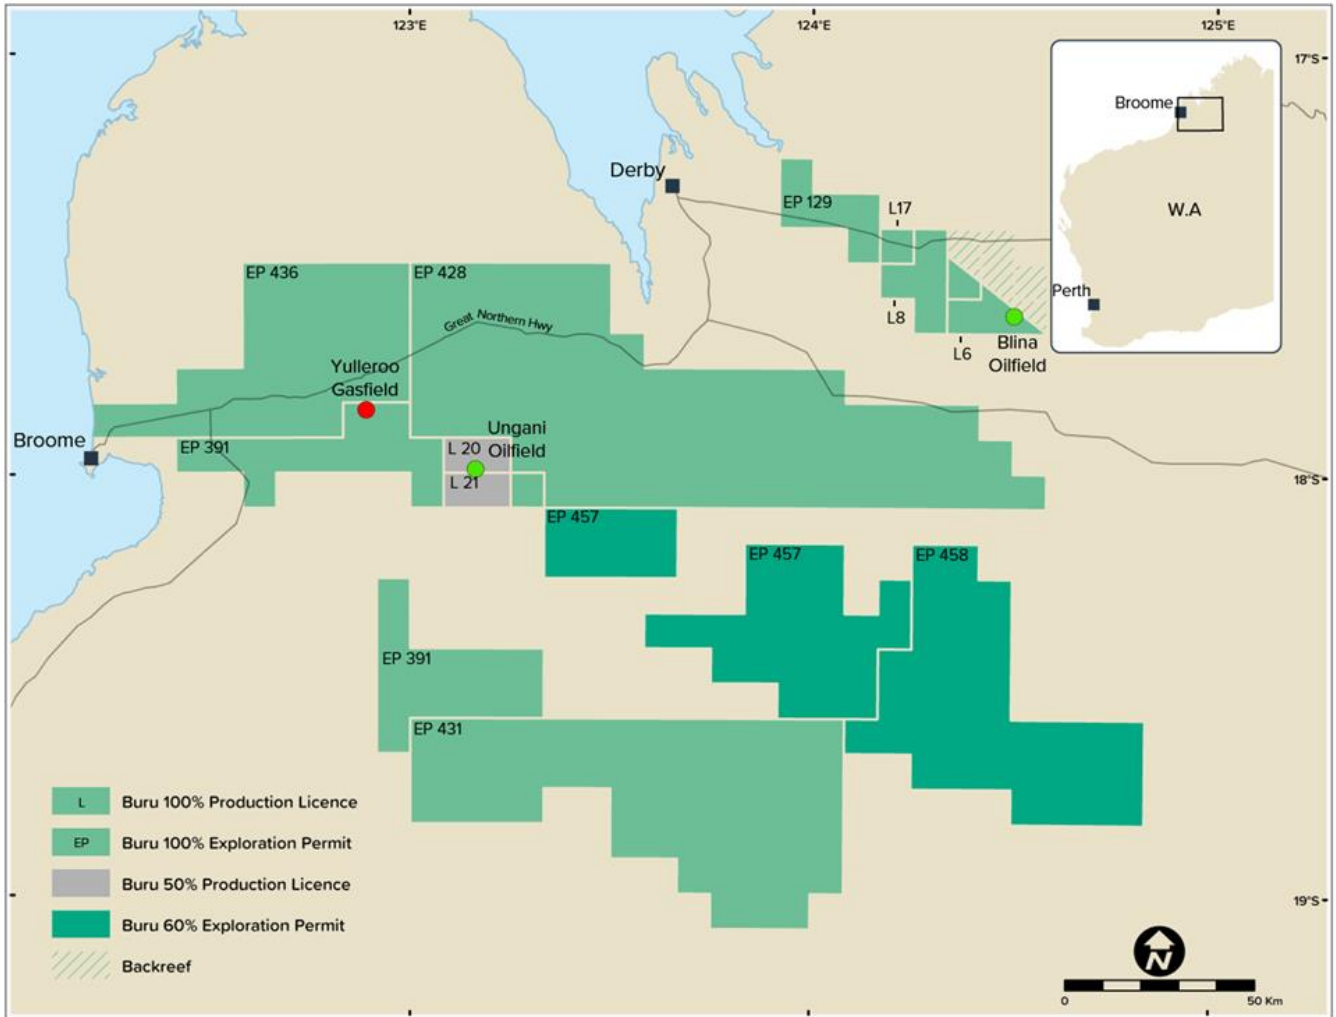 123°E
124°E
125°E
17°S
Broome
W.A
Perth
Derby
EP 129
L17
L8
L6
Blina
Oilfield
EP 436
EP 428
Great Northern Hwy
Yulleroo
Gasfield
Broome
EP 391
Ungani
Oilfield
L 20
L 21
18°S
EP 457
EP 457
EP 458
EP 391
EP 431
L Buru 100% Production Licence
EP Buru 100% Exploration Permit
Buru 50% Production Licence
Buru 60% Exploration Permit
Backreef
19°S
N
0 50 Km